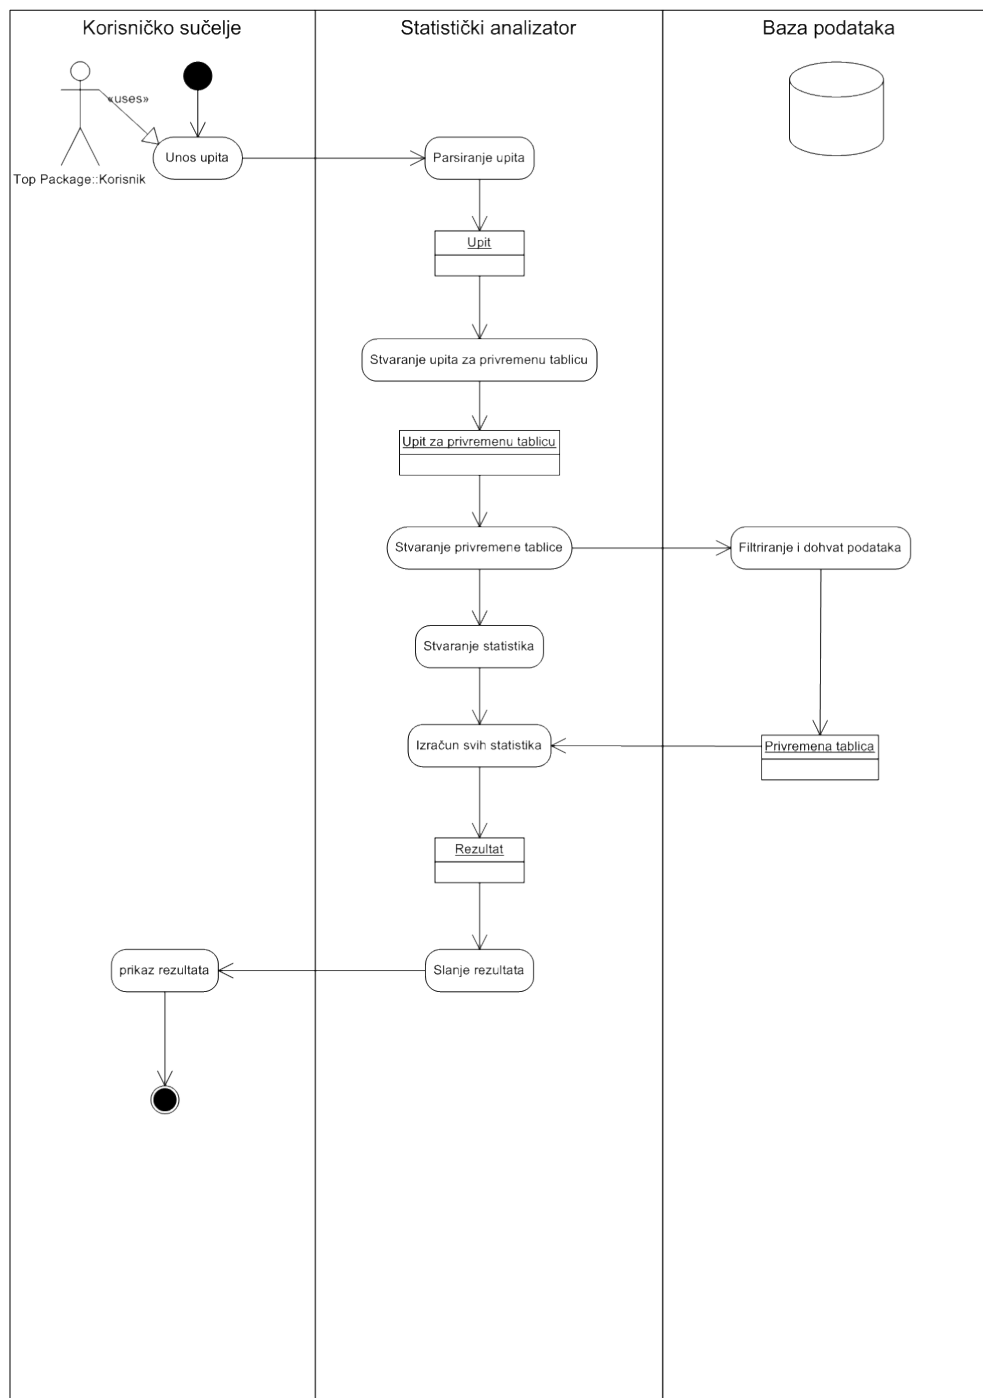 Korisničko sučelje
Statistički analizator
Baza podataka
«uses»
Top Package::Korisnik
Unos upita
Parsiranje upita
Upit
Stvaranje upita za privremenu tablicu
Upit za privremenu tablicu
Stvaranje privremene tablice
Filtriranje i dohvat podataka
Stvaranje statistika
Izračun svih statistika
Privremena tablica
Rezultat
prikaz rezultata
Slanje rezultata